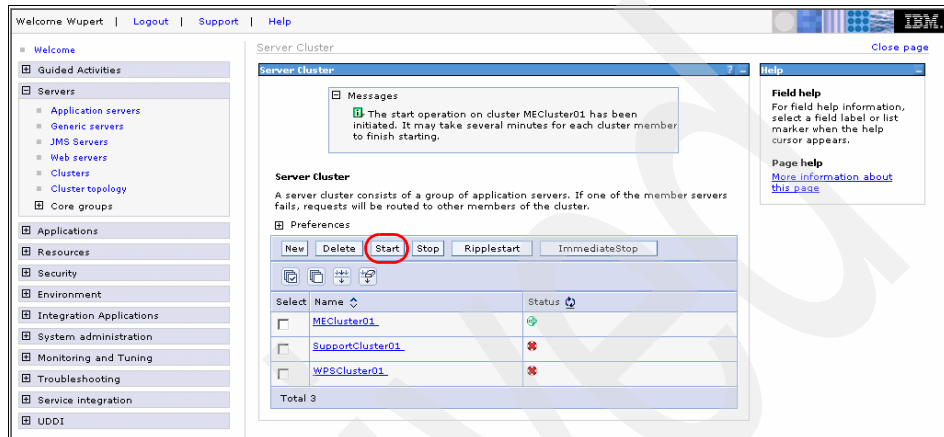 Welcome Wupert | Logout | Support | Help
IBM.
Welcome
Guided Activities
Servers
Application servers
Generic servers
JMS Servers
Web servers
Clusters
Cluster topology
Core groups
Applications
Resources
Security
Environment
Integration Applications
System administration
Monitoring and Tuning
Troubleshooting
Service integration
UDDI
Server Cluster
Close page
Server Cluster
? -
Messages
The start operation on cluster MECluster01 has been
initiated. It may take several minutes for each cluster member
to finish starting.
Server Cluster
A server cluster consists of a group of application servers. If one of the member servers
fails, requests will be routed to other members of the cluster.
Preferences
New Delete Start Stop Ripplestart ImmediateStop
Select Name Status
MECluster01
SupportCluster01
WPSCluster01
Total 3
Help
Field help
For field help information,
select a field label or list
marker when the help
cursor appears.
Page help
More information about
this page